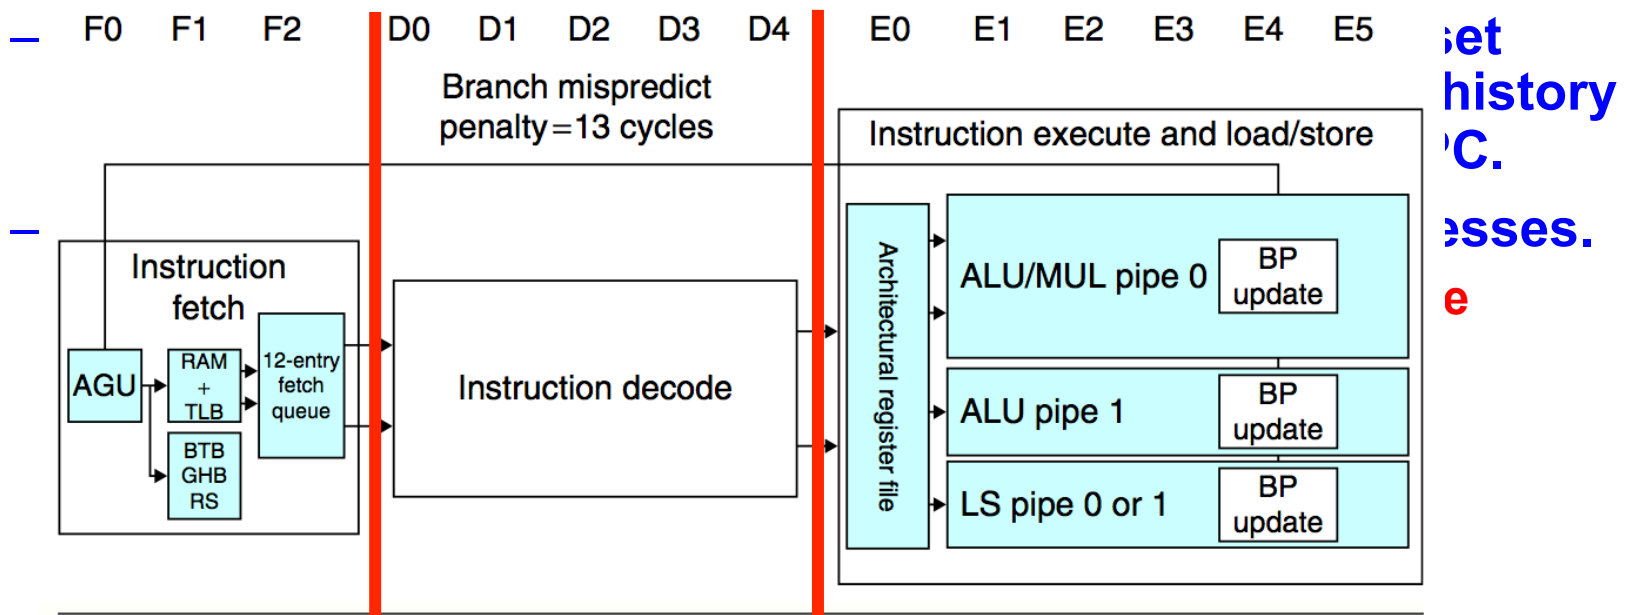 F0 F1 F2 D0 D1 D2 D3 D4 E0 E1 E2 E3 E4 E5
Branch mispredict
penalty=13 cycles
Instruction execute and load/store
Instruction
fetch
AGU
RAM
+
TLB
BTB
GHB
RS
12-entry
fetch
queue
Instruction decode
Architectural register file
ALU/MUL pipe 0
BP
update
ALU pipe 1
BP
update
LS pipe 0 or 1
BP
update
set
history
PC.
esses.
e